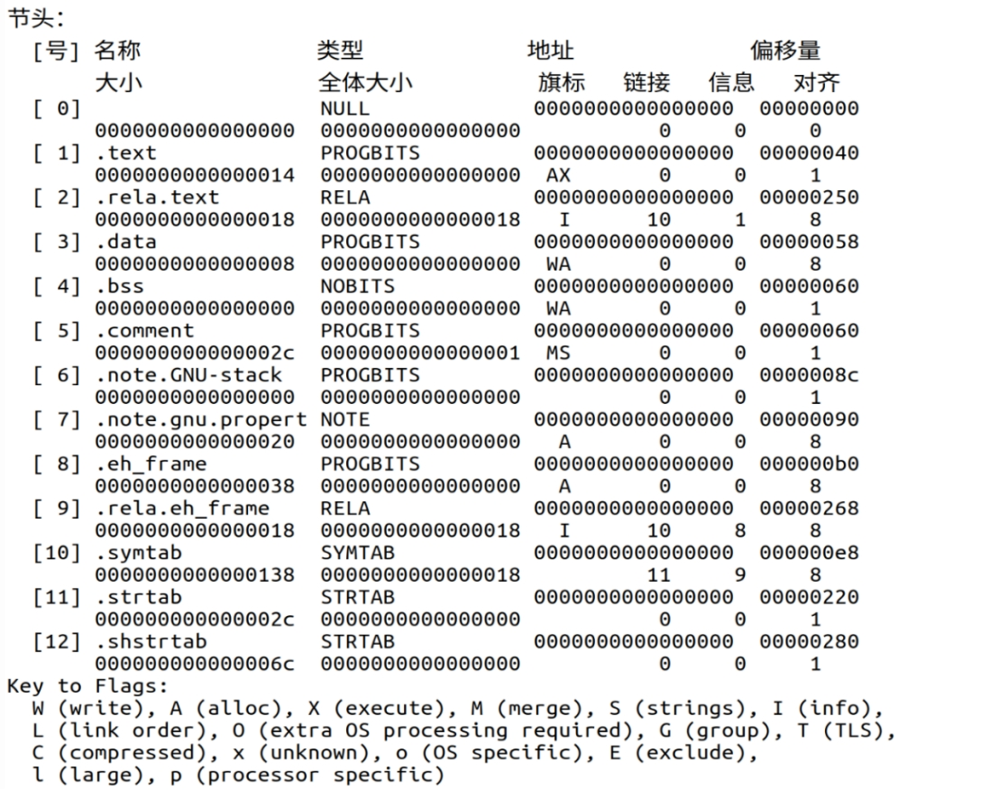 节头：
[号] 名称 类型 地址 偏移量
大小 全体大小 旗标 链接 信息 对齐
[ 0] NULL 0000000000000000 00000000
0000000000000000 0000000000000000 0 0 0
[ 1] .text PROGBITS 0000000000000000 00000040
0000000000000014 0000000000000000 AX 0 0 1
[ 2] .rela.text RELA 0000000000000000 00000250
0000000000000018 0000000000000018 I 10 1 8
[ 3] .data PROGBITS 0000000000000000 00000058
0000000000000008 0000000000000000 WA 0 0 8
[ 4] .bss NOBITS 0000000000000000 00000060
0000000000000000 0000000000000000 WA 0 0 1
[ 5] .comment PROGBITS 0000000000000000 00000060
000000000000002c 0000000000000001 MS 0 0 1
[ 6] .note.GNU-stack PROGBITS 0000000000000000 0000008c
0000000000000000 0000000000000000 0 0 1
[ 7] .note.gnu.propert NOTE 0000000000000000 00000090
0000000000000020 0000000000000000 A 0 0 8
[ 8] .eh_frame PROGBITS 0000000000000000 000000b0
0000000000000038 0000000000000000 A 0 0 8
[ 9] .rela.eh_frame RELA 0000000000000000 00000268
0000000000000018 0000000000000018 I 10 8 8
[10] .symtab SYMTAB 0000000000000000 000000e8
0000000000000138 0000000000000018 11 9 8
[11] .strtab STRTAB 0000000000000000 00000220
000000000000002c 0000000000000000 0 0 1
[12] .shstrtab STRTAB 0000000000000000 00000280
000000000000006c 0000000000000000 0 0 1
Key to Flags:
W (write), A (alloc), X (execute), M (merge), S (strings), I (info),
L (link order), O (extra OS processing required), G (group), T (TLS),
C (compressed), x (unknown), o (OS specific), E (exclude),
l (large), p (processor specific)